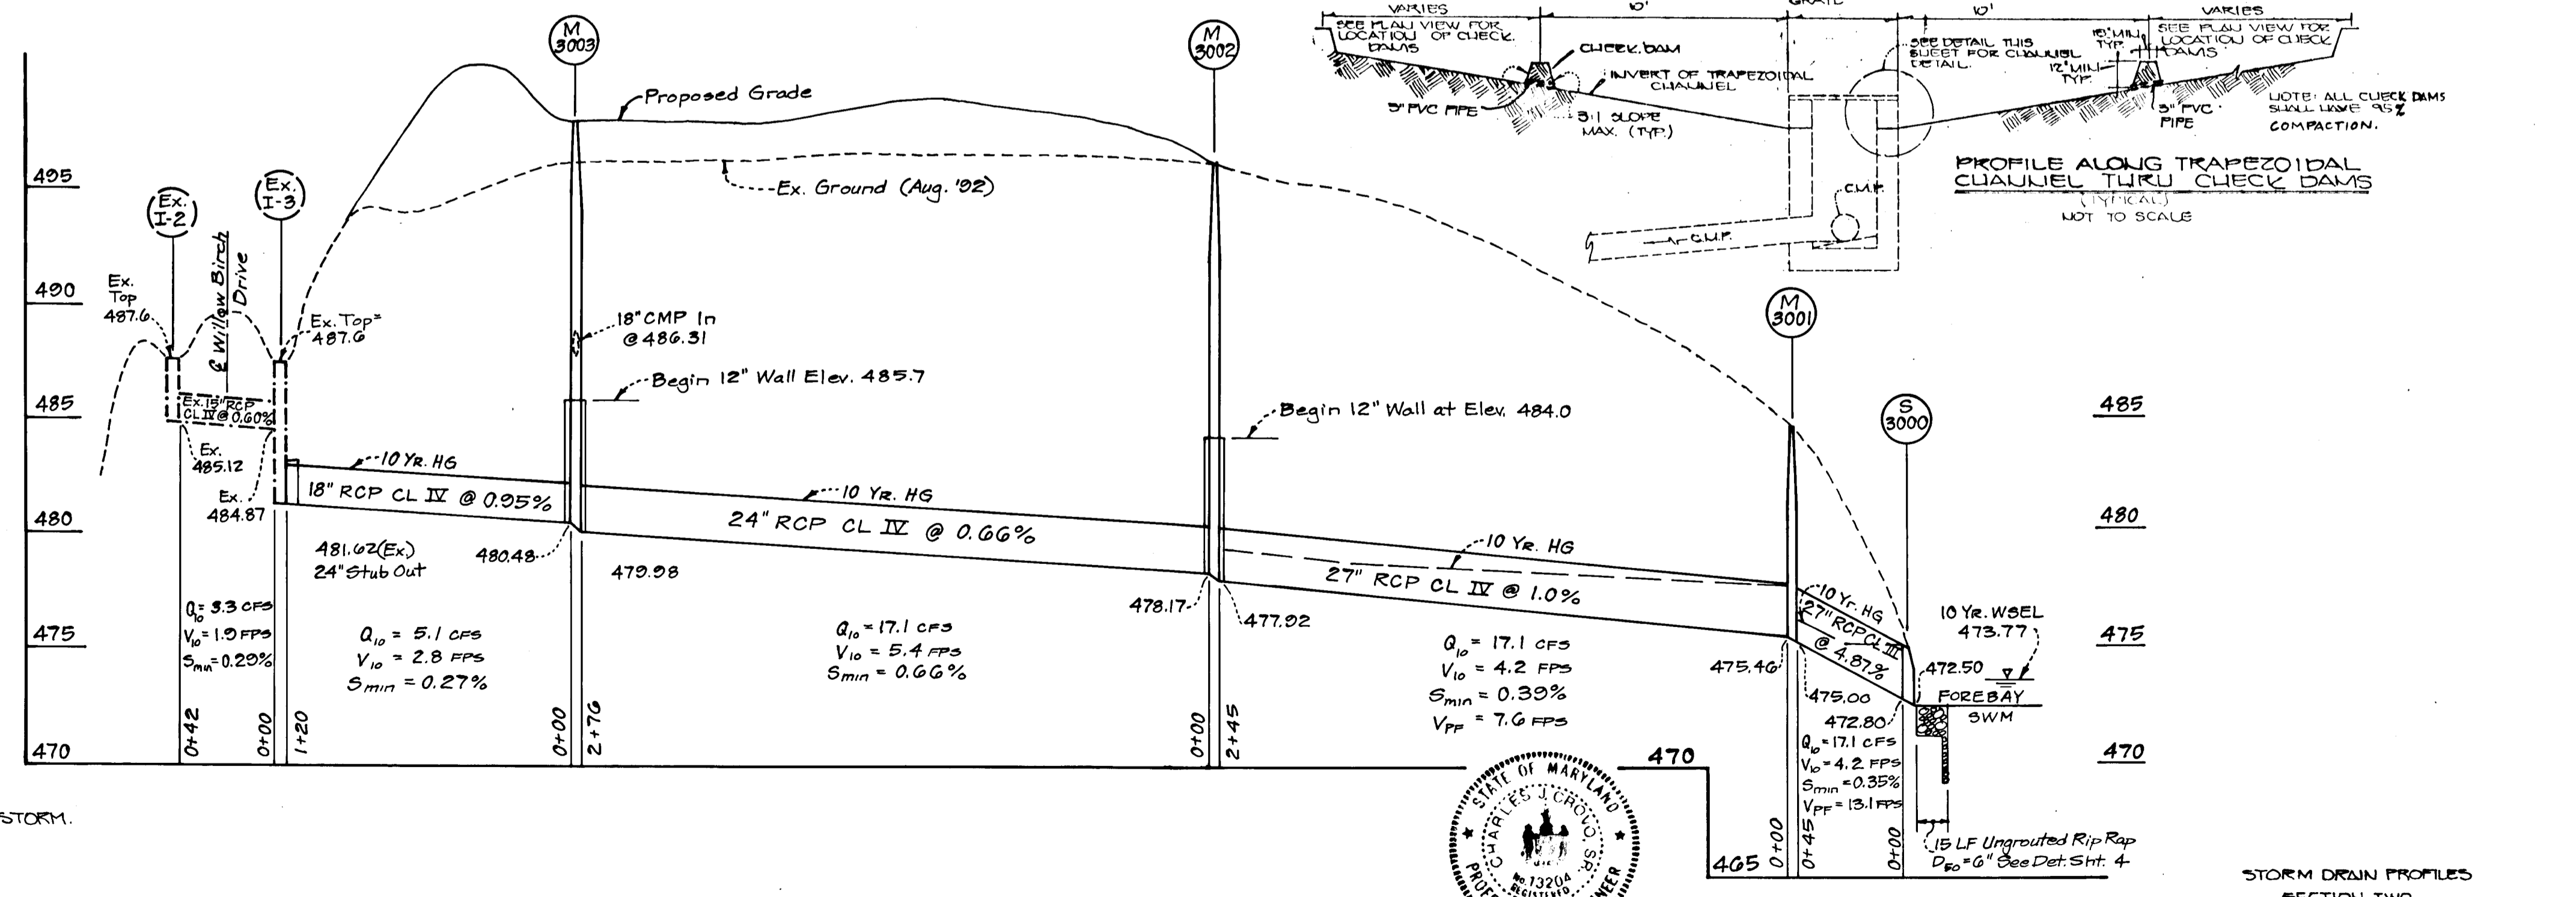 M
3003
M
3002
VARIES
10'
10'
VARIES
SEE PLAN VIEW FOR
LOCATION OF CHECK
DAMS
CHECK DAM
INVERT OF TRAPEZOIDAL
CHANNEL
3" PVC PIPE
3:1 SLOPE
MAX. (TYP.)
SEE DETAIL THIS
SHEET FOR CHANNEL
DETAIL.
MIN.
TYP.
12" MIN
TYP.
SEE PLAN VIEW FOR
LOCATION OF CHECK
DAMS
3" PVC
PIPE
NOTE: ALL CHECK DAMS
SHALL HAVE 95%
COMPACTION.
C.M.P.
C.M.P.
PROFILE ALONG TRAPEZOIDAL
CHANNEL THRU CHECK DAMS
(TYPICAL)
NOT TO SCALE
Proposed Grade
Ex. Ground (Aug. '92)
495
490
485
480
475
470
Ex.
I-2
Ex.
I-3
℄ Willow Birch
Drive
Ex.
Top
487.6
Ex. Top=
487.6
Ex. 15" RCP
CL IV @ 0.60%
Ex.
485.12
Ex.
484.87
18" CMP In
@ 486.31
Begin 12" Wall Elev. 485.7
Begin 12" Wall at Elev. 484.0
10 YR. HG
18" RCP CL IV @ 0.95%
10 YR. HG
24" RCP CL IV @ 0.66%
10 YR. HG
27" RCP CL IV @ 1.0%
10 Yr. HG
27" RCP CL III
@ 4.87%
481.62 (Ex.)
24" Stub Out
480.48
479.98
478.17
477.92
475.46
475.00
472.80
472.50
M
3001
S
3000
485
480
475
470
10 YR. WSEL
473.77
FOREBAY
SWM
Q10 = 3.3 CFS
V10 = 1.9 FPS
Smin = 0.29%
Q10 = 5.1 CFS
V10 = 2.8 FPS
Smin = 0.27%
Q10 = 17.1 CFS
V10 = 5.4 FPS
Smin = 0.66%
Q10 = 17.1 CFS
V10 = 4.2 FPS
Smin = 0.39%
VPF = 7.6 FPS
Q10 = 17.1 CFS
V10 = 4.2 FPS
Smin = 0.35%
VPF = 13.1 FPS
0+42
0+00
1+20
0+00
2+76
0+00
2+45
0+00
0+45
0+00
470
465
15 LF Ungrouted Rip Rap
D50 = 6" See Det. Sht. 4
STORM.
STATE OF MARYLAND
CHARLES J. CROVO, SR.
No. 13204
REGISTERED
STORM DRAIN PROFILES